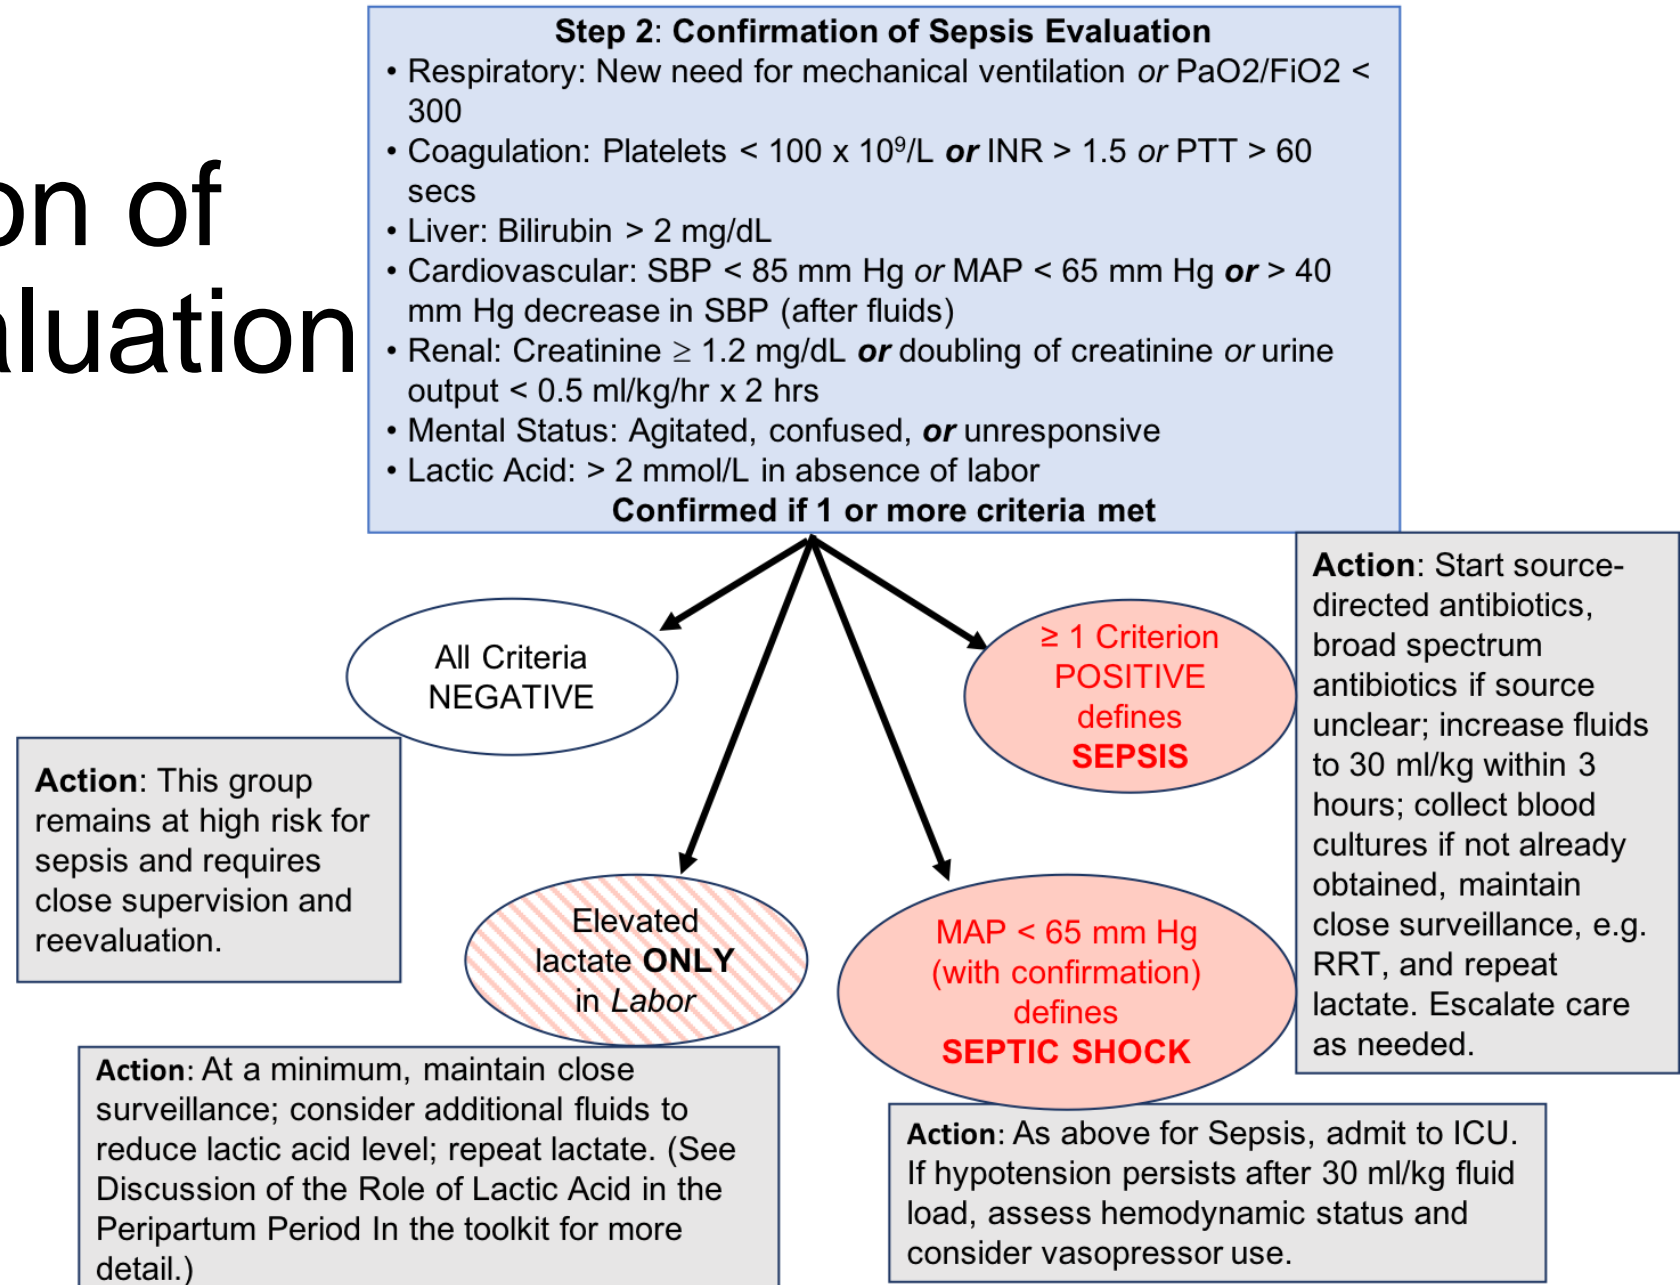 on of
aluation
Step 2: Confirmation of Sepsis Evaluation
• Respiratory: New need for mechanical ventilation or PaO2/FiO2 <
300
• Coagulation: Platelets < 100 x 10⁹/L or INR > 1.5 or PTT > 60
secs
• Liver: Bilirubin > 2 mg/dL
• Cardiovascular: SBP < 85 mm Hg or MAP < 65 mm Hg or > 40
mm Hg decrease in SBP (after fluids)
• Renal: Creatinine ≥ 1.2 mg/dL or doubling of creatinine or urine
output < 0.5 ml/kg/hr x 2 hrs
• Mental Status: Agitated, confused, or unresponsive
• Lactic Acid: > 2 mmol/L in absence of labor
Confirmed if 1 or more criteria met
All Criteria
NEGATIVE
Action: This group
remains at high risk for
sepsis and requires
close supervision and
reevaluation.
Elevated
lactate ONLY
in Labor
Action: At a minimum, maintain close
surveillance; consider additional fluids to
reduce lactic acid level; repeat lactate. (See
Discussion of the Role of Lactic Acid in the
Peripartum Period In the toolkit for more
detail.)
≥ 1 Criterion
POSITIVE
defines
SEPSIS
Action: Start source-
directed antibiotics,
broad spectrum
antibiotics if source
unclear; increase fluids
to 30 ml/kg within 3
hours; collect blood
cultures if not already
obtained, maintain
close surveillance, e.g.
RRT, and repeat
lactate. Escalate care
as needed.
MAP < 65 mm Hg
(with confirmation)
defines
SEPTIC SHOCK
Action: As above for Sepsis, admit to ICU.
If hypotension persists after 30 ml/kg fluid
load, assess hemodynamic status and
consider vasopressor use.